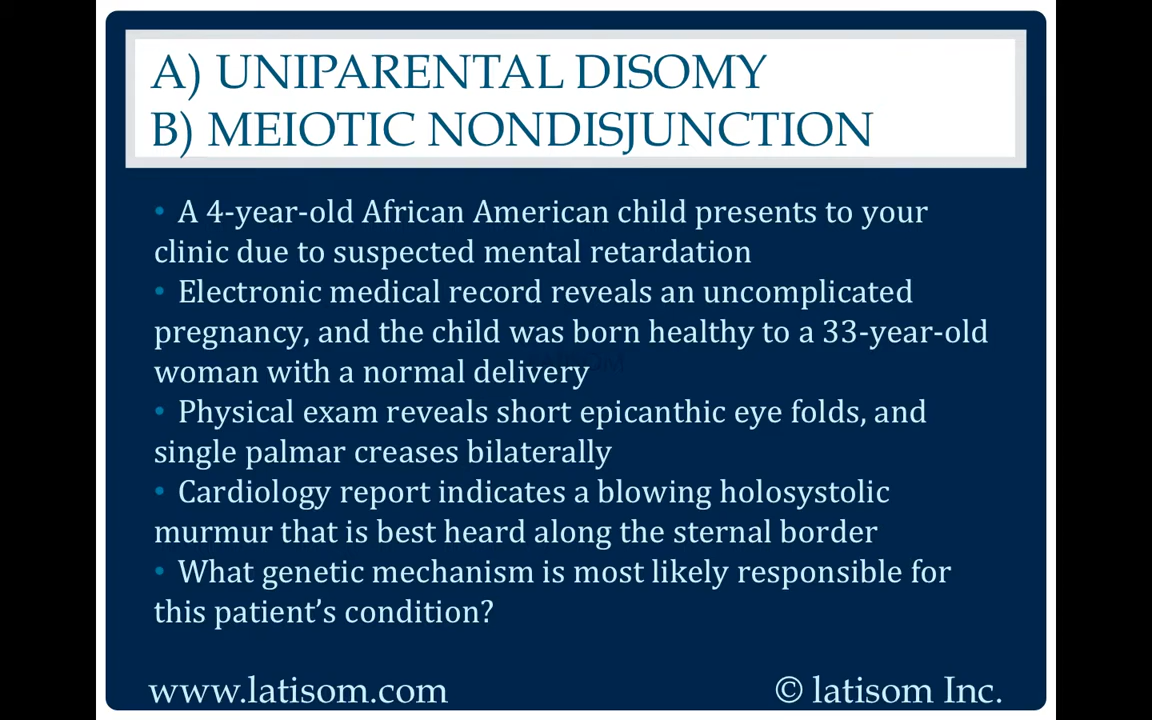 A) UNIPARENTAL DISOMY
B) MEIOTIC NONDISJUNCTION
• A 4-year-old African American child presents to your
clinic due to suspected mental retardation
• Electronic medical record reveals an uncomplicated
pregnancy, and the child was born healthy to a 33-year-old
woman with a normal delivery
• Physical exam reveals short epicanthic eye folds, and
single palmar creases bilaterally
• Cardiology report indicates a blowing holosystolic
murmur that is best heard along the sternal border
• What genetic mechanism is most likely responsible for
this patient's condition?
www.latisom.com
© latisom Inc.